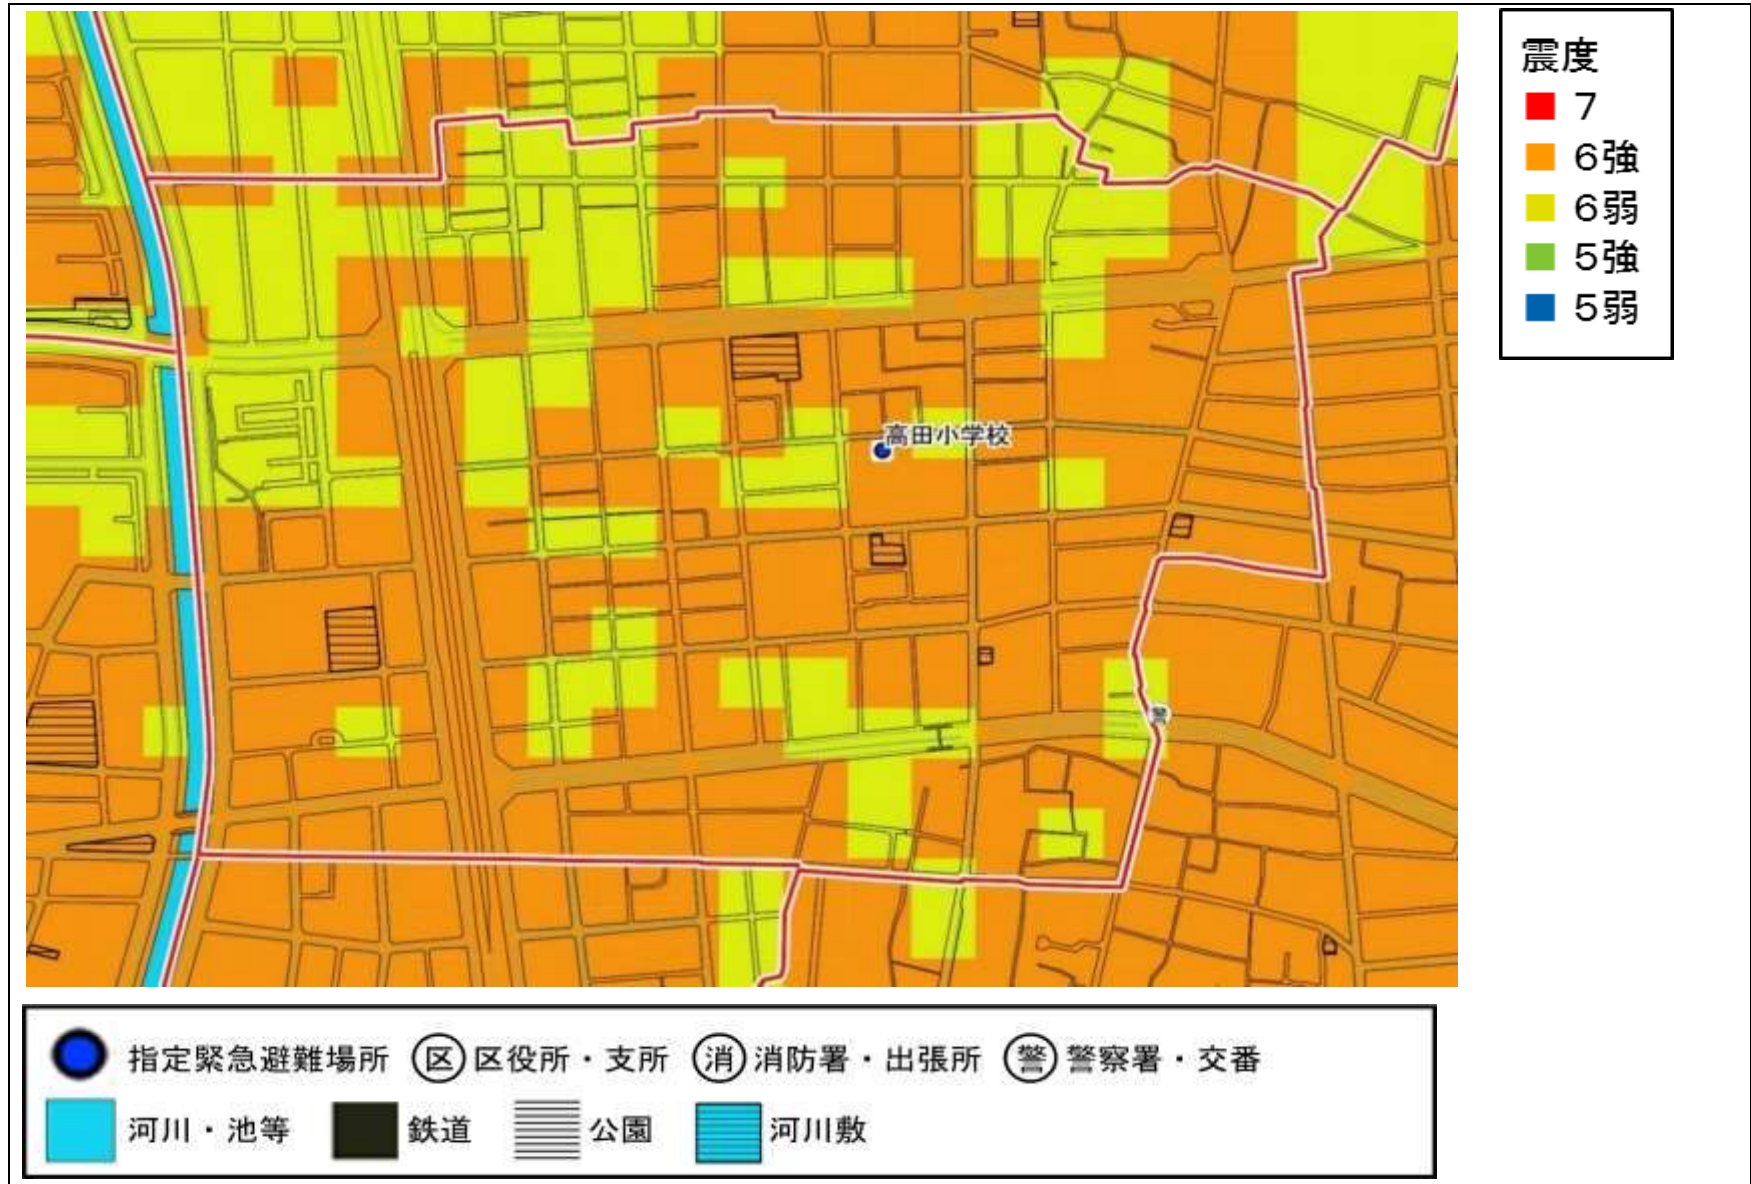 震度
7
6強
6弱
5強
5弱
高田小学校
警
指定緊急避難場所 区 区役所・支所 消 消防署・出張所 警 警察署・交番
河川・池等 鉄道 公園 河川敷